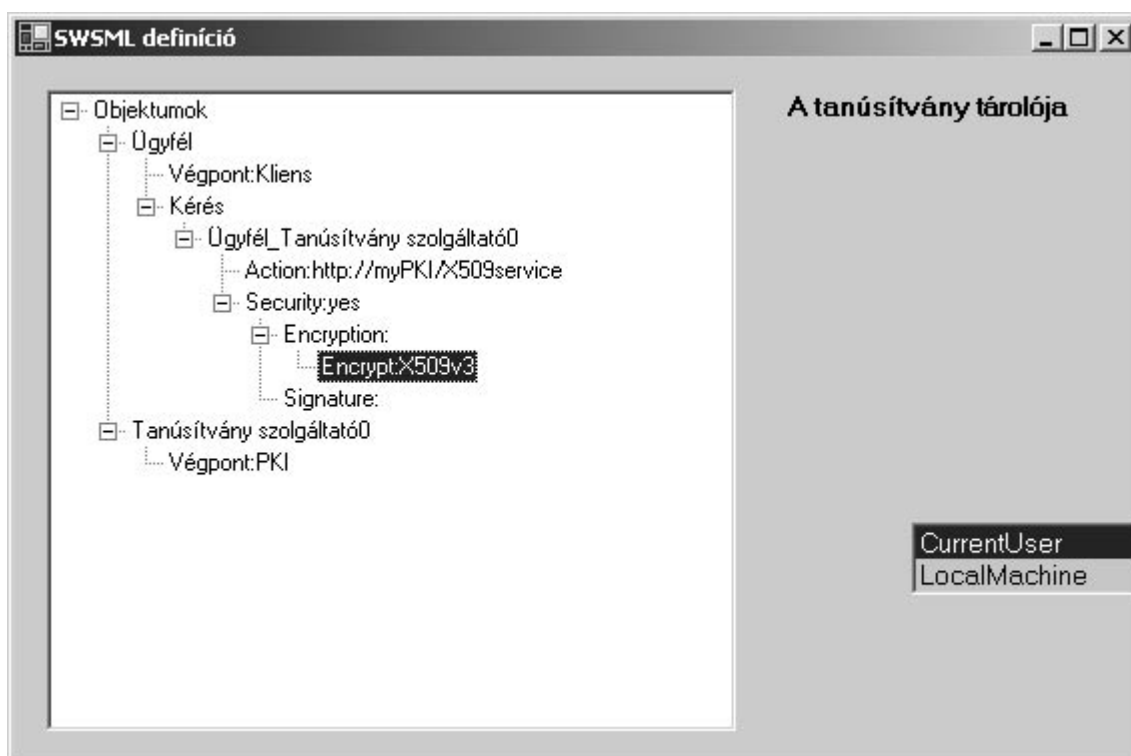 SWSML definíció
A tanúsítvány tárolója
Objektumok
Ügyfél
Végpont:Kliens
Kérés
Ügyfél_Tanúsítvány szolgáltató0
Action:http://myPKI/X509service
Security:yes
Encryption:
Encrypt:X509v3
Signature:
Tanúsítvány szolgáltató0
Végpont:PKI
CurrentUser
LocalMachine